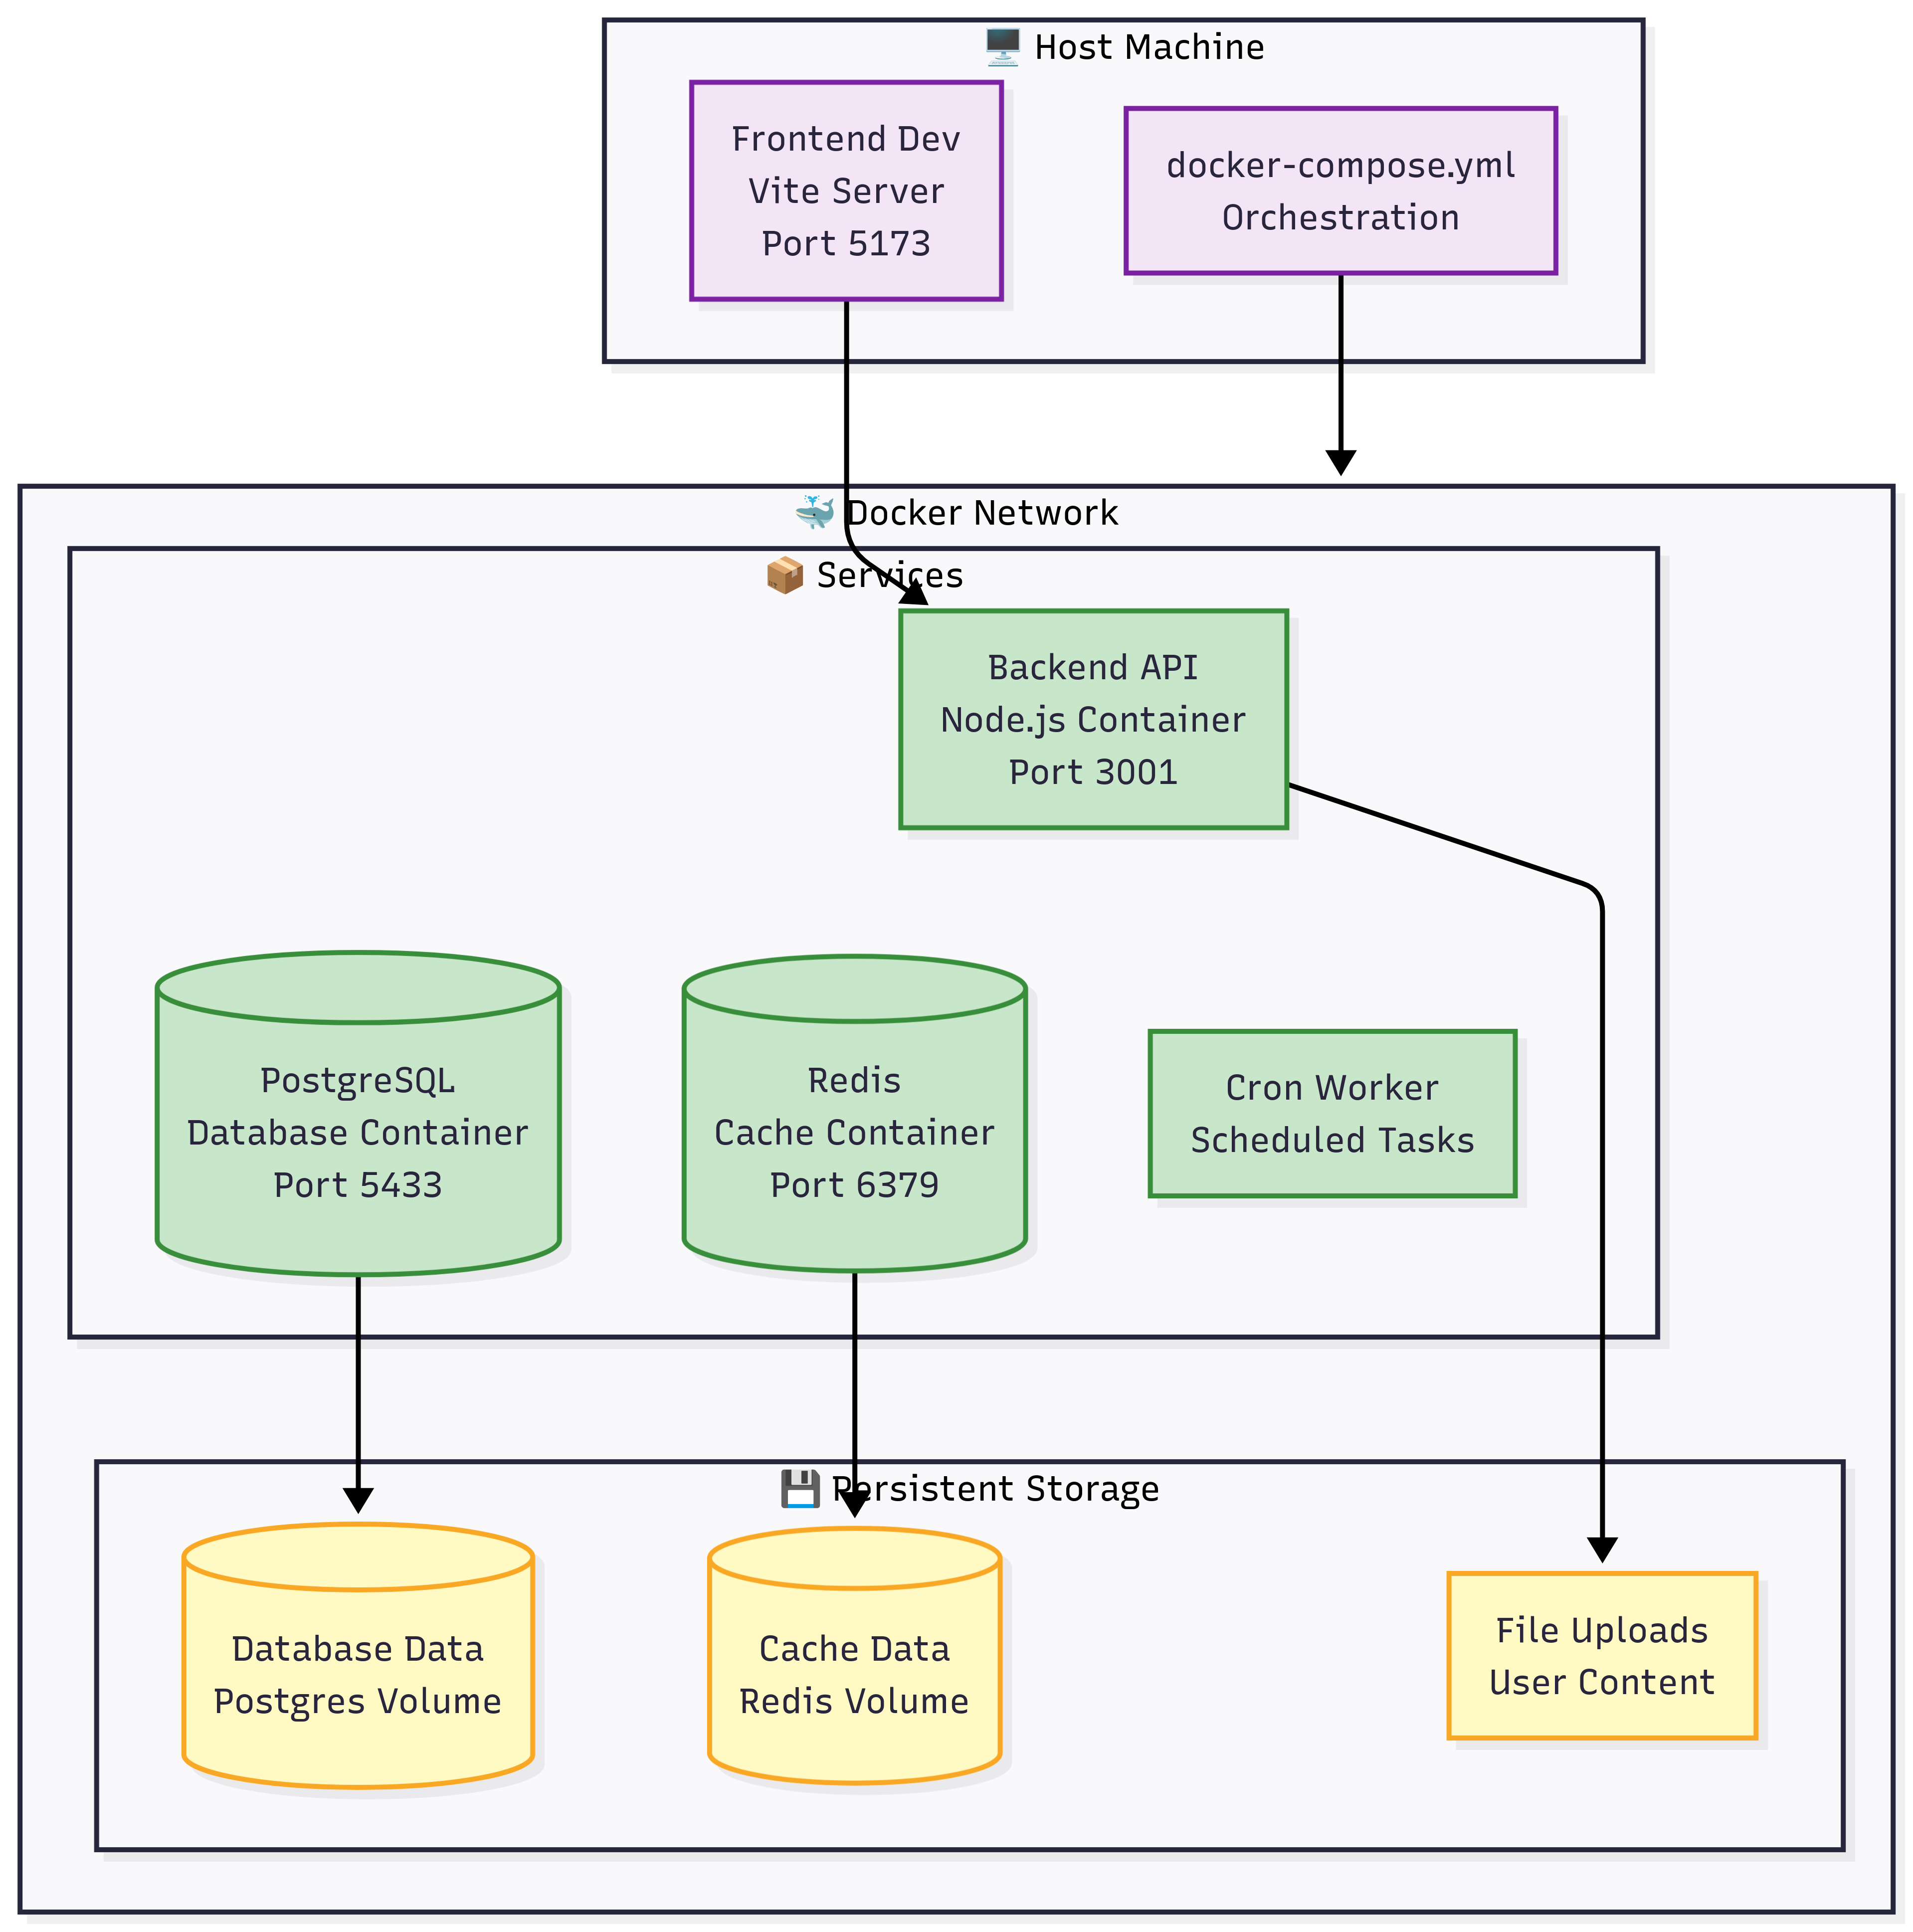 🖥️ Host Machine
Frontend Dev
Vite Server
Port 5173
docker-compose.yml
Orchestration
🐳 Docker Network
📦 Services
Backend API
Node.js Container
Port 3001
PostgreSQL
Database Container
Port 5433
Redis
Cache Container
Port 6379
Cron Worker
Scheduled Tasks
💾 Persistent Storage
Database Data
Postgres Volume
Cache Data
Redis Volume
File Uploads
User Content